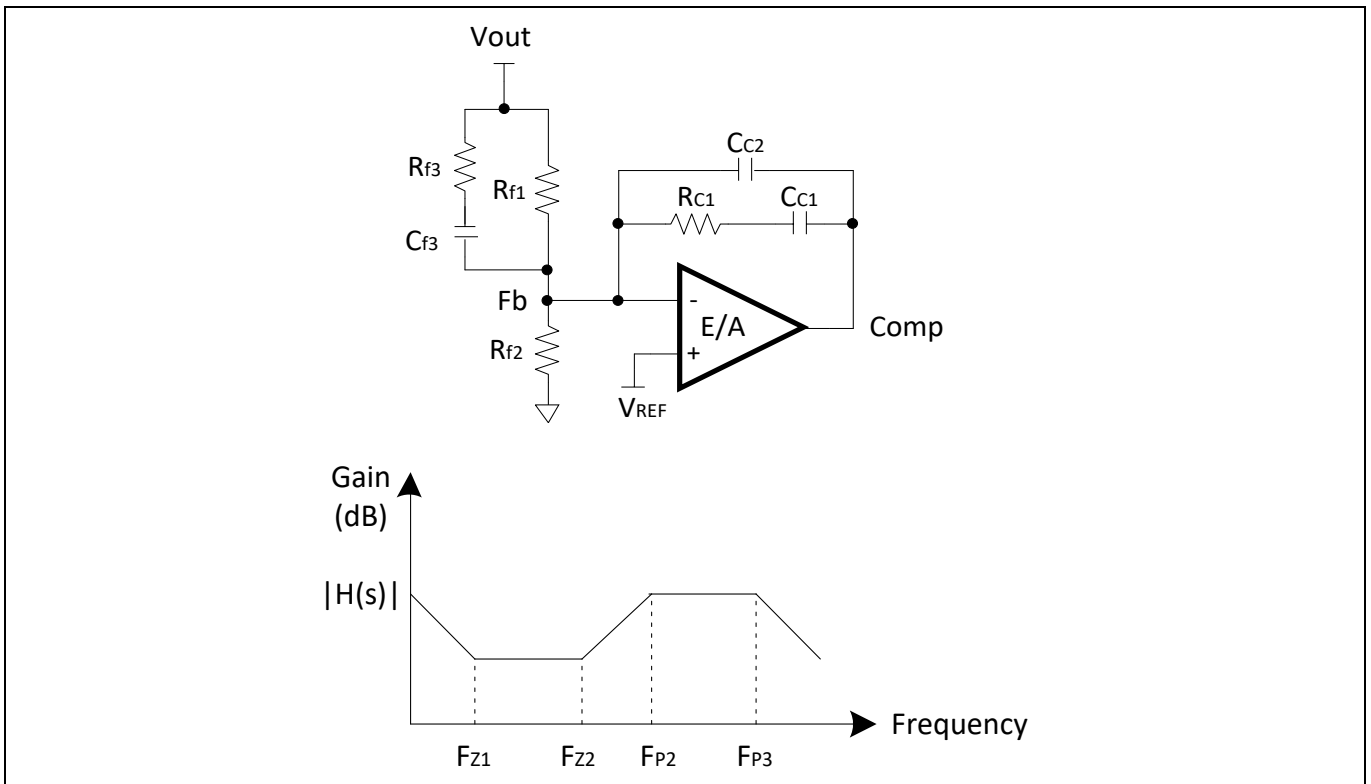 Vout
Rf3
Rf1
Cf3
Fb
Rf2
CC2
RC1
CC1
-
E/A
+
VREF
Comp
Gain
(dB)
|H(s)|
Frequency
FZ1
FZ2
FP2
FP3